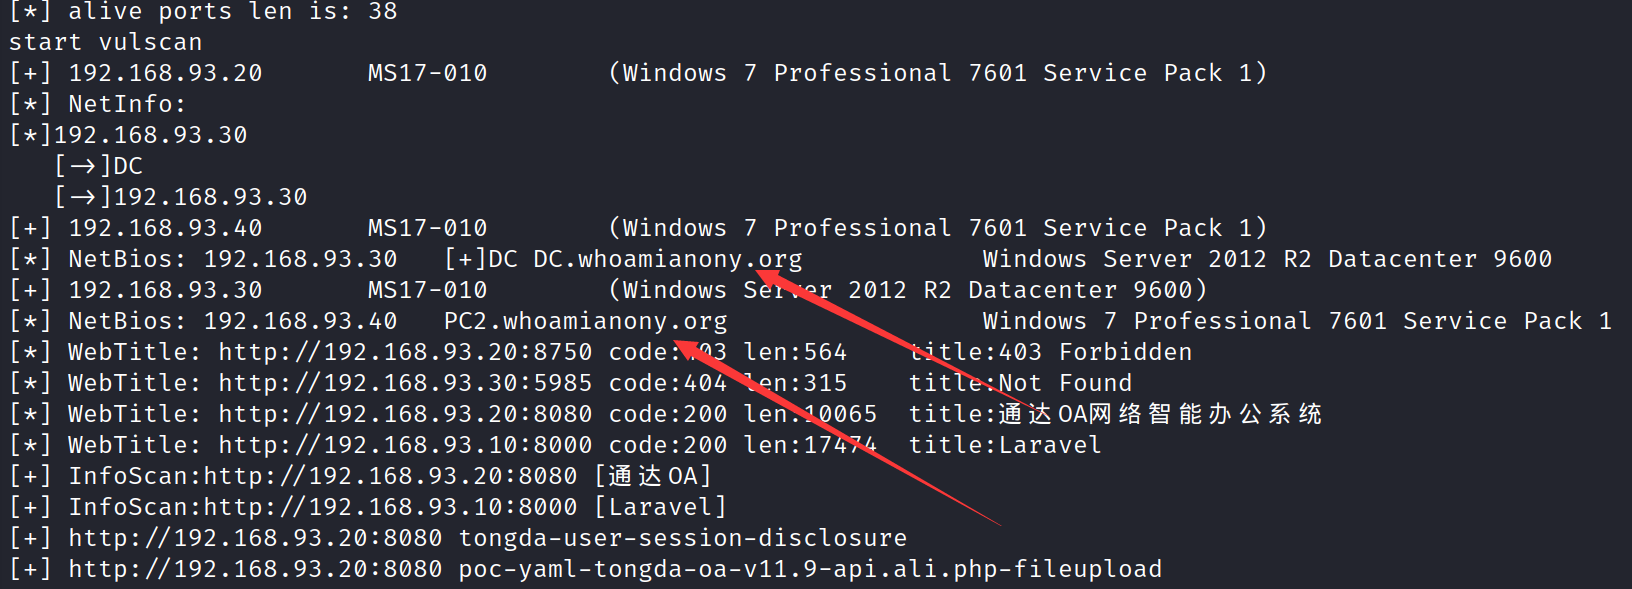 [*] alive ports len is: 38
start vulscan
[+] 192.168.93.20       MS17-010        (Windows 7 Professional 7601 Service Pack 1)
[*] NetInfo:
[*]192.168.93.30
   [→]DC
   [→]192.168.93.30
[+] 192.168.93.40       MS17-010        (Windows 7 Professional 7601 Service Pack 1)
[*] NetBios: 192.168.93.30   [+]DC DC.whoamianony.org            Windows Server 2012 R2 Datacenter 9600
[+] 192.168.93.30       MS17-010        (Windows Server 2012 R2 Datacenter 9600)
[*] NetBios: 192.168.93.40   PC2.whoamianony.org                 Windows 7 Professional 7601 Service Pack 1
[*] WebTitle: http://192.168.93.20:8750 code:403 len:564    title:403 Forbidden
[*] WebTitle: http://192.168.93.30:5985 code:404 len:315    title:Not Found
[*] WebTitle: http://192.168.93.20:8080 code:200 len:10065  title:通达OA网络智能办公系统
[*] WebTitle: http://192.168.93.10:8000 code:200 len:17474  title:Laravel
[+] InfoScan:http://192.168.93.20:8080 [通达OA]
[+] InfoScan:http://192.168.93.10:8000 [Laravel]
[+] http://192.168.93.20:8080 tongda-user-session-disclosure
[+] http://192.168.93.20:8080 poc-yaml-tongda-oa-v11.9-api.ali.php-fileupload